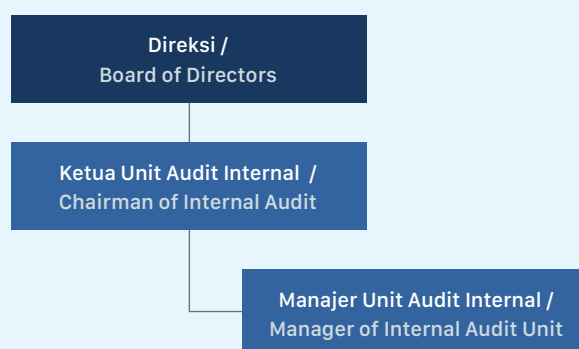 Direksi /
Board of Directors
Ketua Unit Audit Internal /
Chairman of Internal Audit
Manajer Unit Audit Internal /
Manager of Internal Audit Unit